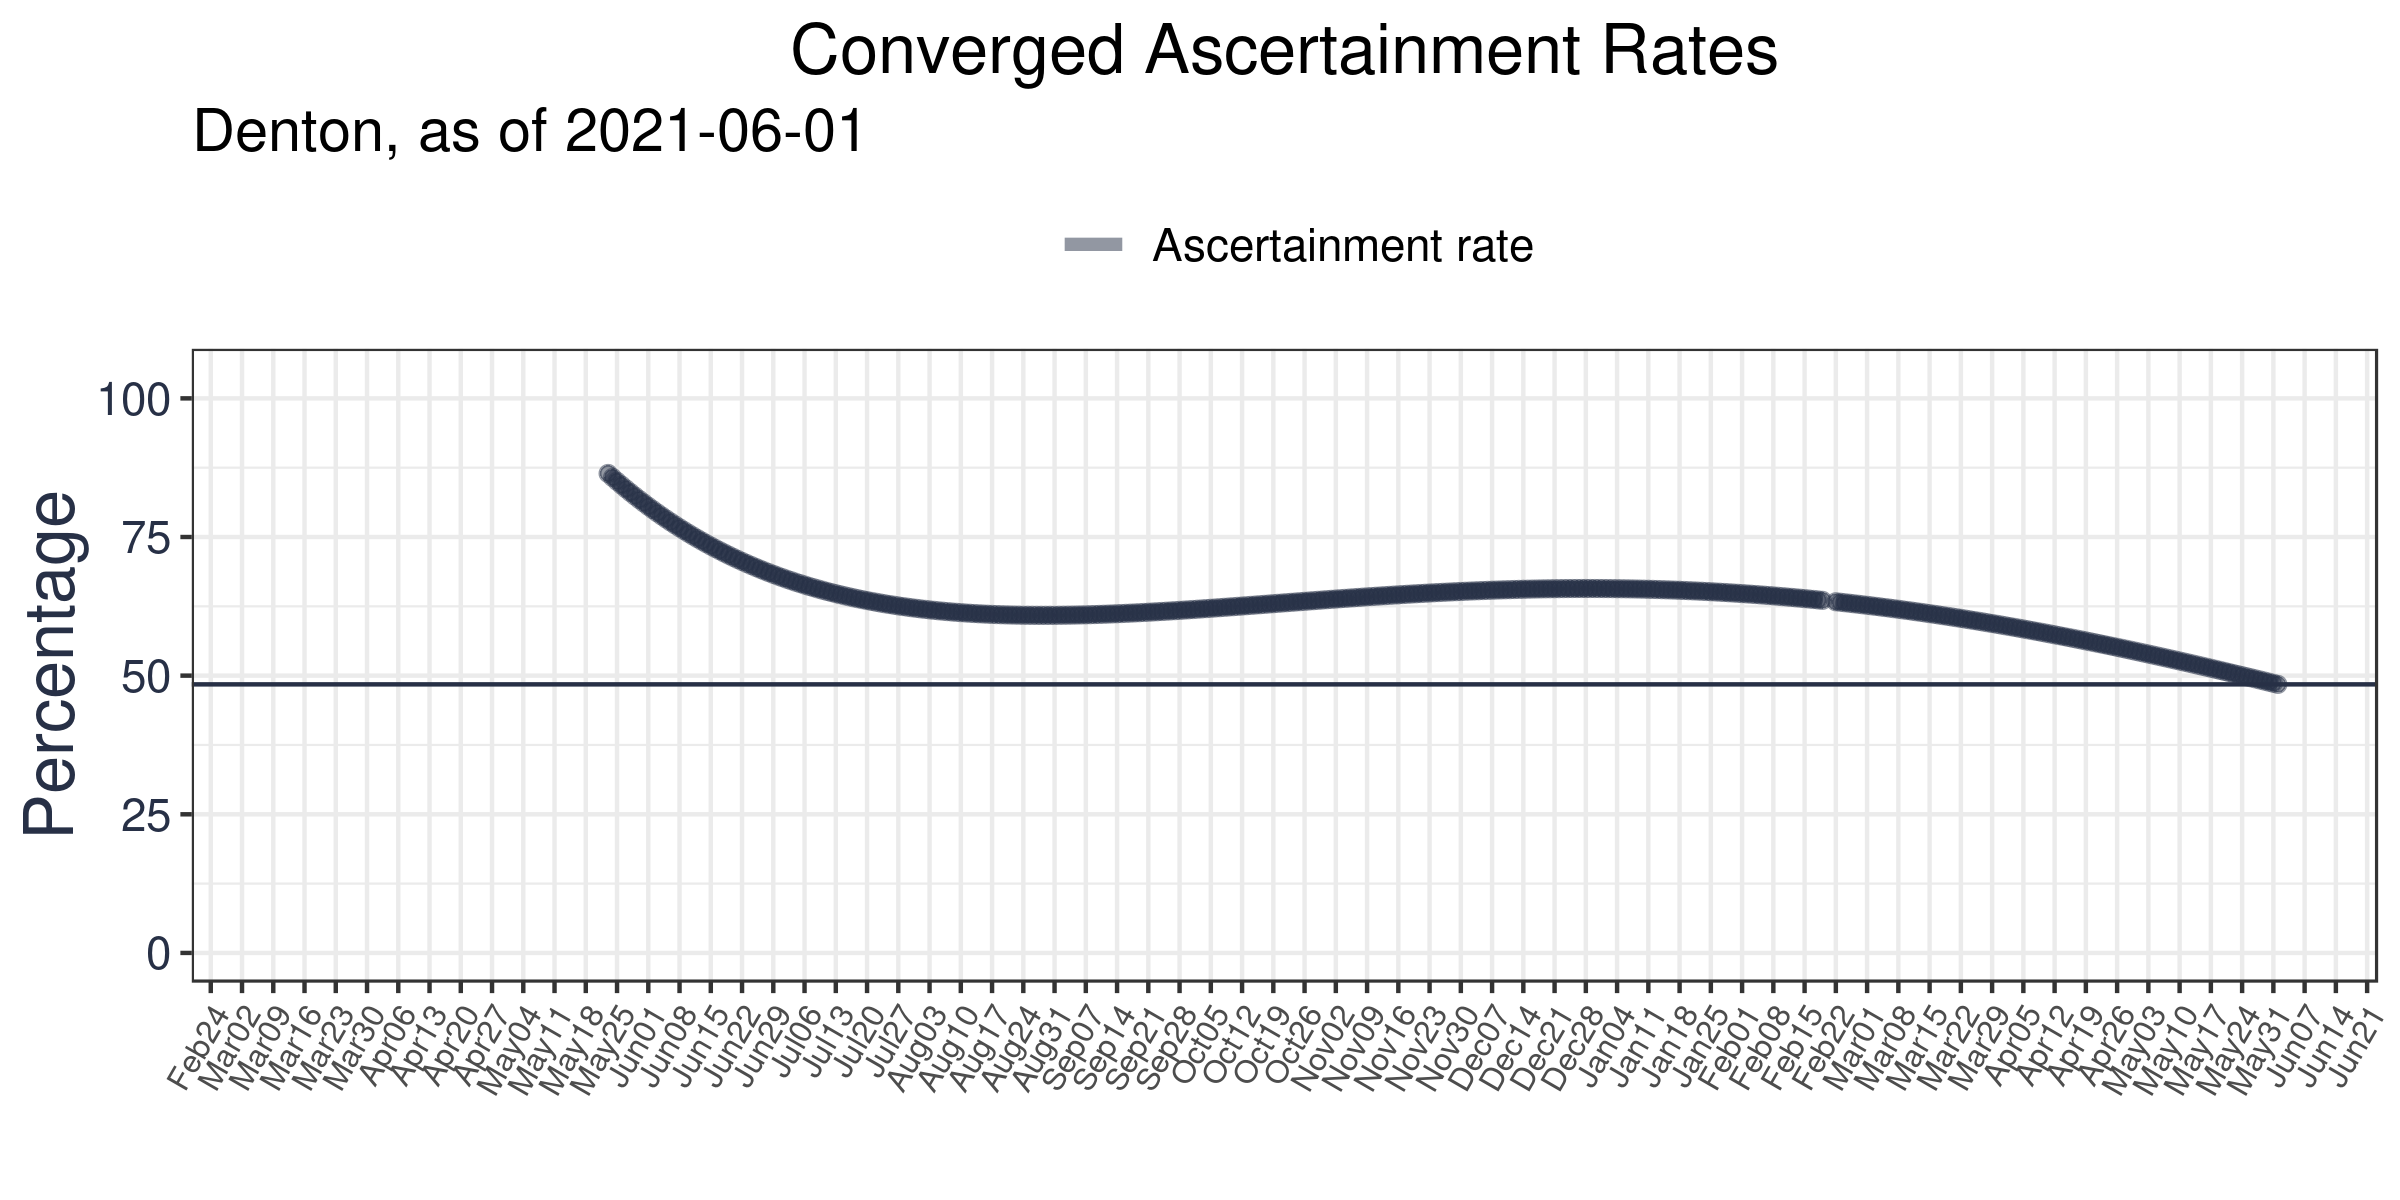 Converged Ascertainment Rates
Denton, as of 2021-06-01
Ascertainment rate
Percentage
100
75
50
25
0
Feb24 Mar02 Mar09 Mar16 Mar23 Mar30 Apr06 Apr13 Apr20 Apr27 May04 May11 May18 May25 Jun01 Jun08 Jun15 Jun22 Jun29 Jul06 Jul13 Jul20 Jul27 Aug03 Aug10 Aug17 Aug24 Aug31 Sep07 Sep14 Sep21 Sep28 Oct05 Oct12 Oct19 Oct26 Nov02 Nov09 Nov16 Nov23 Nov30 Dec07 Dec14 Dec21 Dec28 Jan04 Jan11 Jan18 Jan25 Feb01 Feb08 Feb15 Feb22 Mar01 Mar08 Mar15 Mar22 Mar29 Apr05 Apr12 Apr19 Apr26 May03 May10 May17 May24 May31 Jun07 Jun14 Jun21